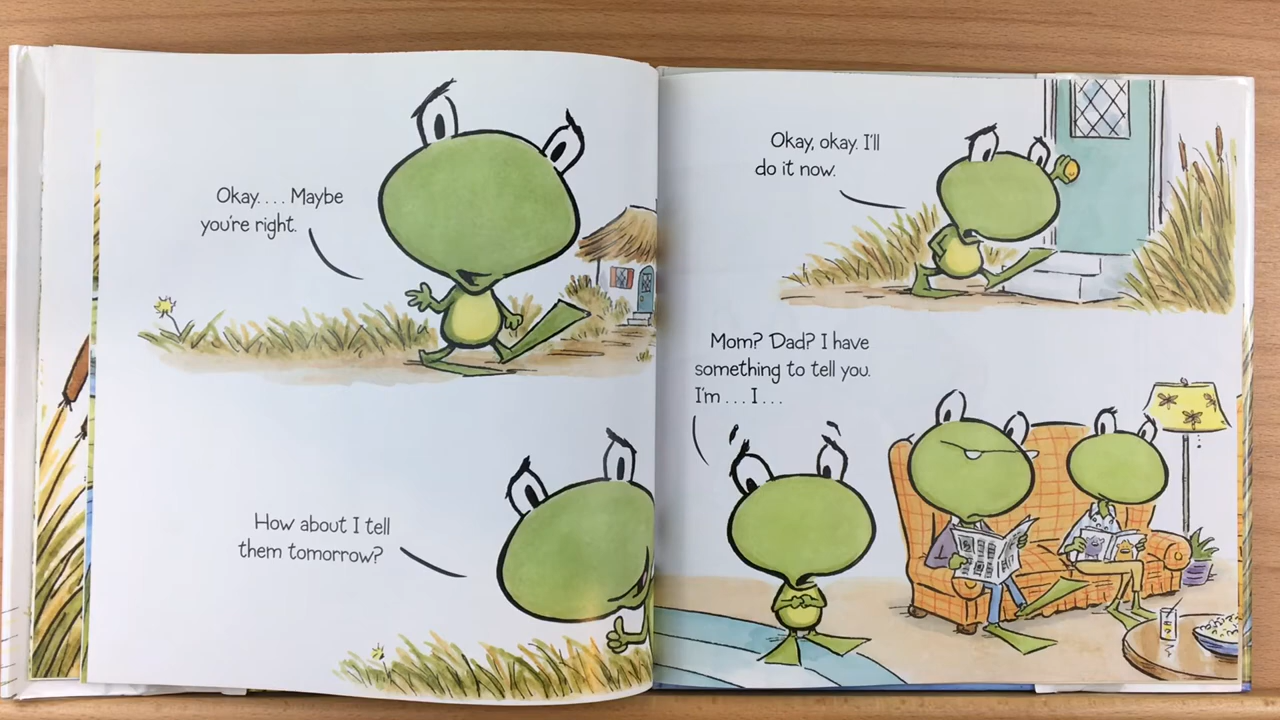 Okay. . . . Maybe
you're right.
How about I tell
them tomorrow?
Okay, okay. I'll
do it now.
Mom? Dad? I have
something to tell you.
I'm . . . I . . .